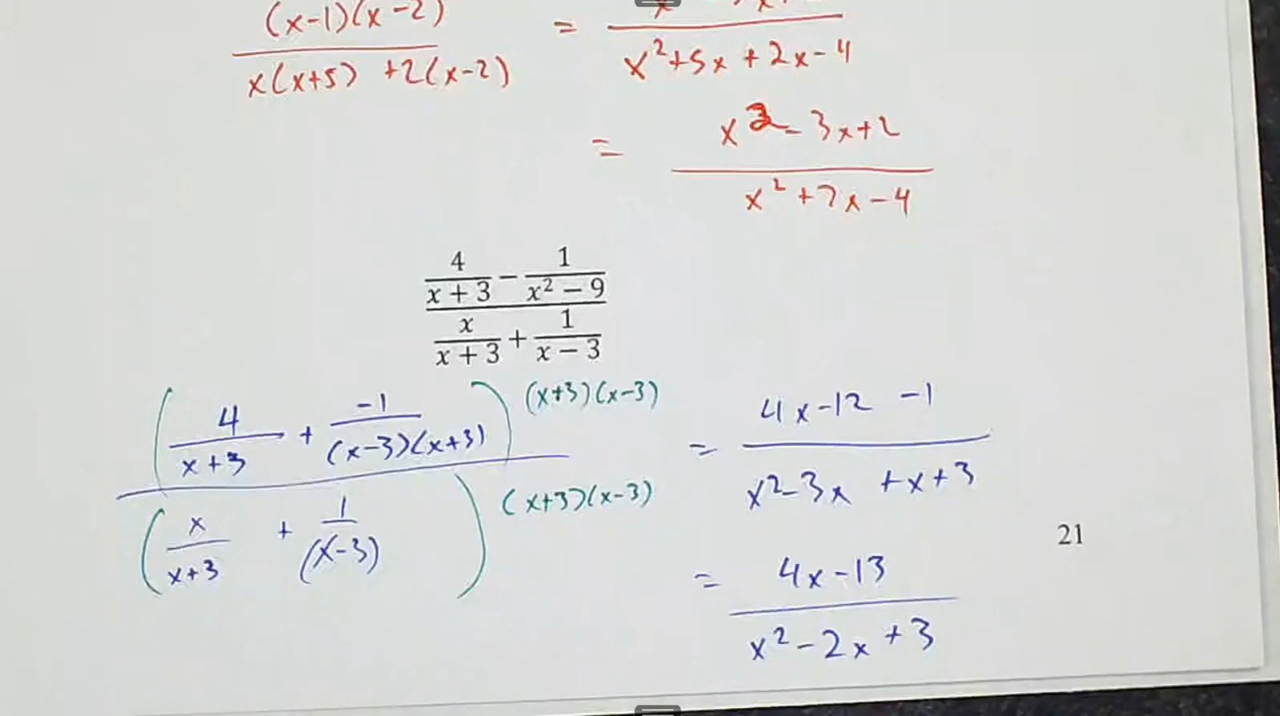 (x-1)(x-2) / x(x+5) +2(x-2) = / x²+5x+2x-4
= x² - 3x+2 / x²+7x-4
4/(x + 3) − 1/(x² − 9)
x/(x + 3) + 1/(x − 3)
(4/(x+3) + -1/((x-3)(x+3))) (x+3)(x-3) = 4x-12 -1
(x/(x+3) + 1/(x-3)) (x+3)(x-3) x²-3x +x+3
21
= 4x-13 / x²-2x+3